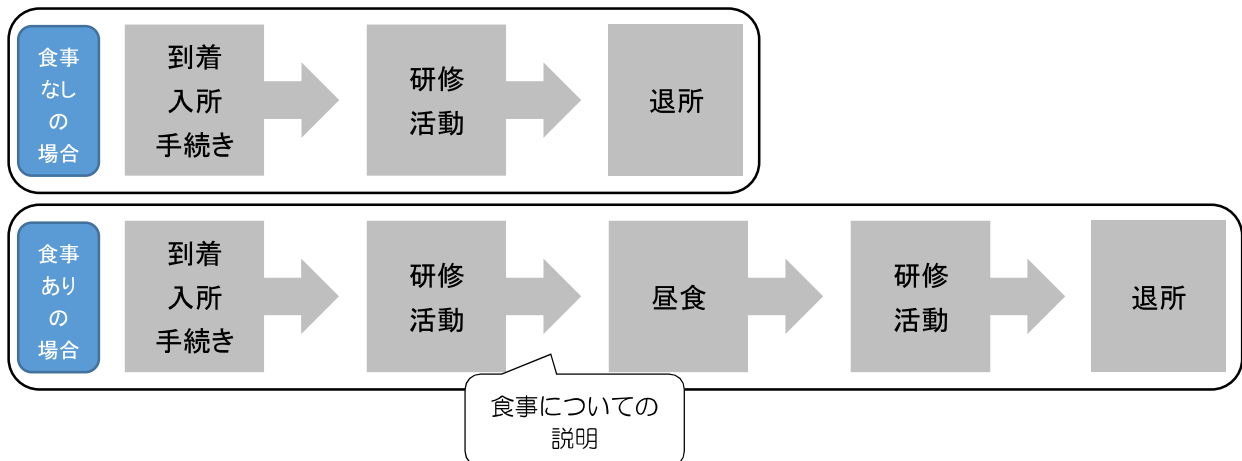 食事
なし
の
場合
到着
入所
手続き
研修
活動
退所
食事
あり
の
場合
到着
入所
手続き
研修
活動
昼食
研修
活動
退所
食事についての
説明